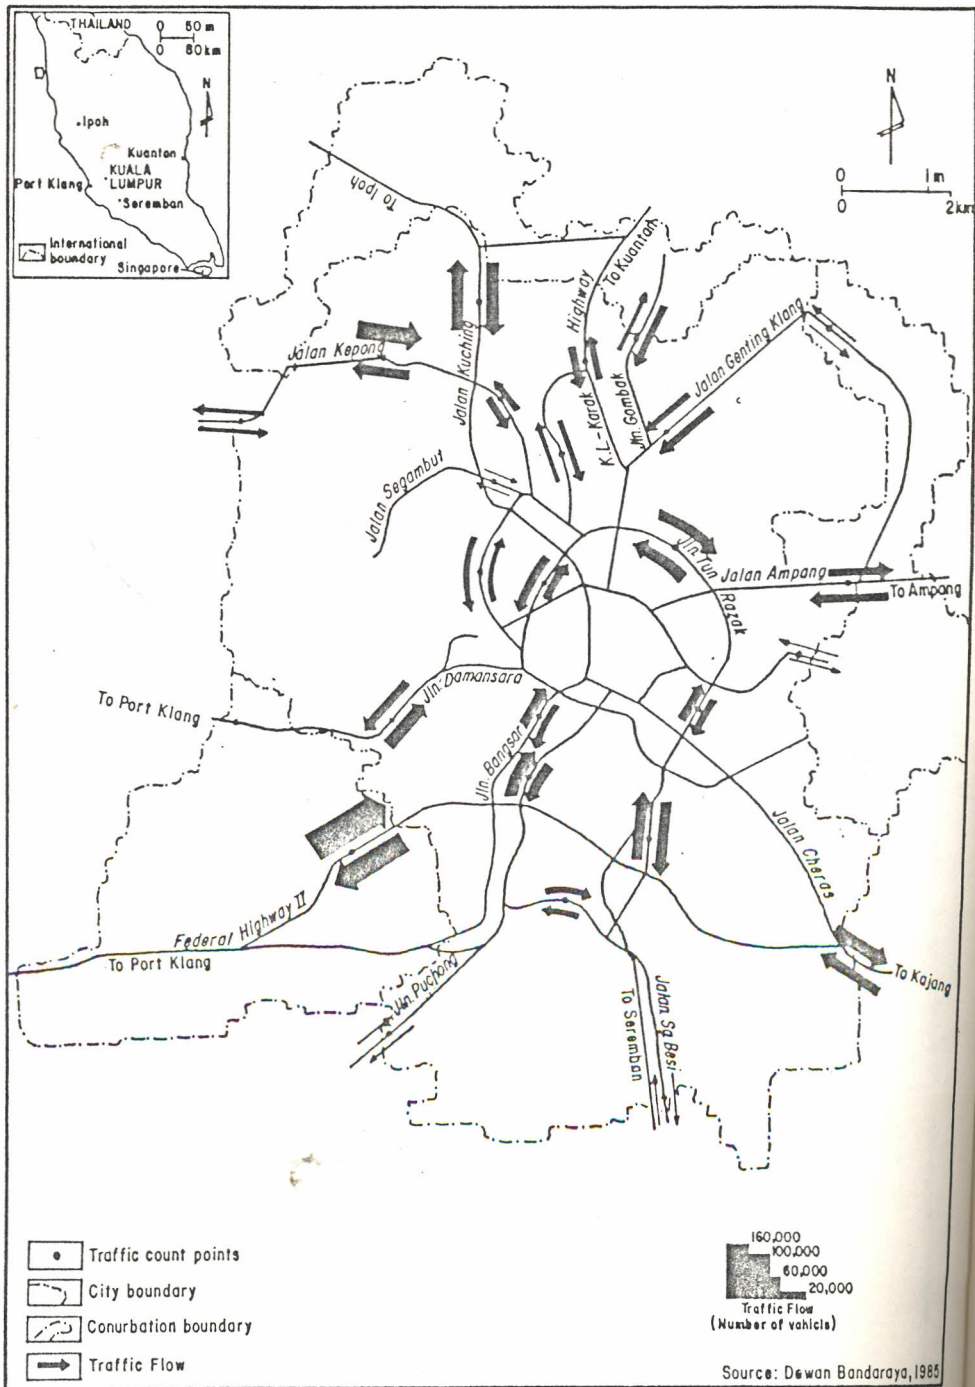 THAILAND
0 50 m
0 80 km
N
Ipoh
Kuanton
KUALA
LUMPUR
Port Klang
Seremban
International
boundary
Singapore
N
0 1 m
0 2 km
To Ipoh
To Kuantan
Highway
K.L.-Karak
Jln. Gombak
Jalan Genting Klang
Jalan Kuching
Jalan Kepong
Jalan Segambut
Jln. Tun
Razak
Jalan Ampang
To Ampang
Jln. Damansara
To Port Klang
Jln. Bangsar
Jalan Cheras
Federal Highway II
To Port Klang
Jln. Puchong
To Seremban
Jalan Sg Besi
To Kajang
Traffic count points
City boundary
Conurbation boundary
Traffic Flow
160,000
100,000
60,000
20,000
Traffic Flow
(Number of vehicle)
Source: Dewan Bandaraya, 1985